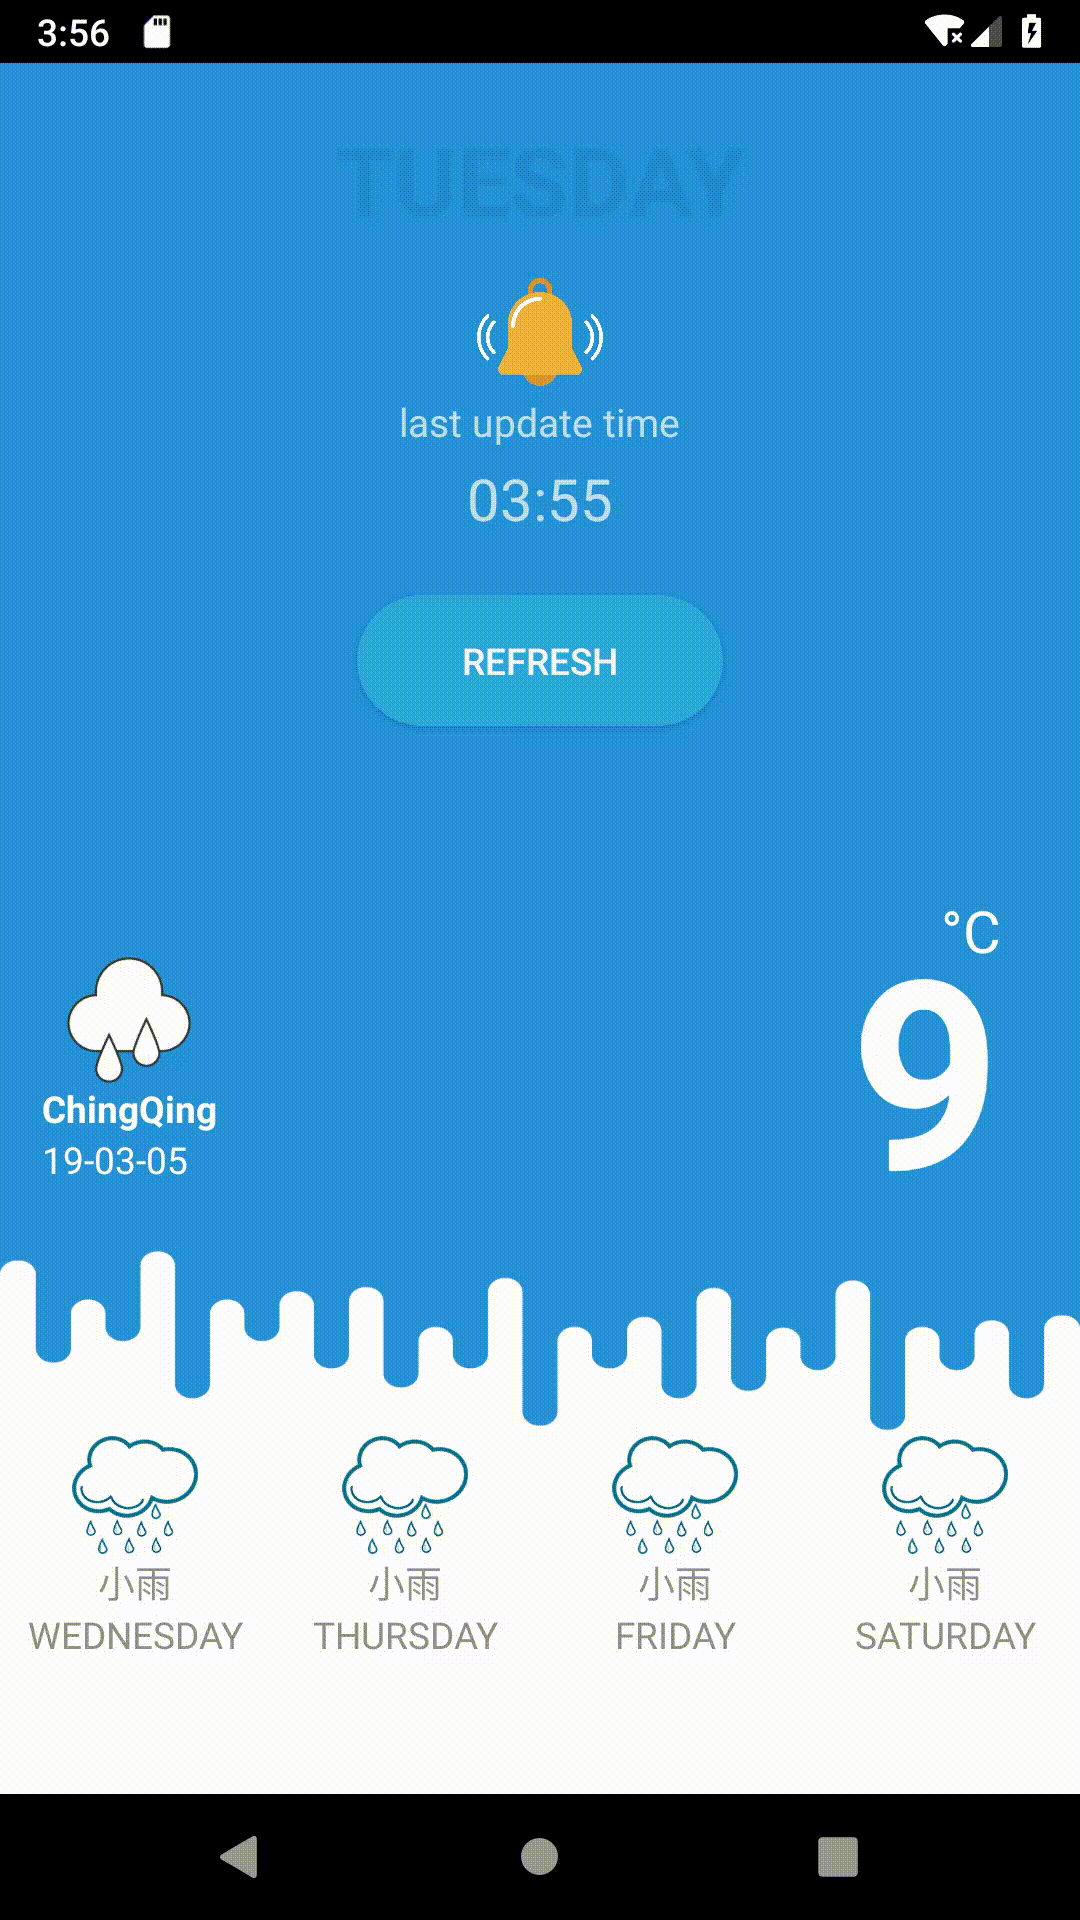 3:56
TUESDAY
last update time
03:55
REFRESH
°C
9
ChingQing
19-03-05
小雨 小雨 小雨 小雨
WEDNESDAY THURSDAY FRIDAY SATURDAY